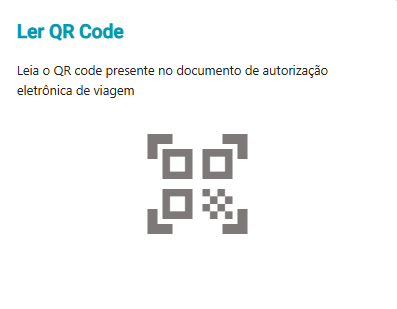 Ler QR Code
Leia o QR code presente no documento de autorização
eletrônica de viagem